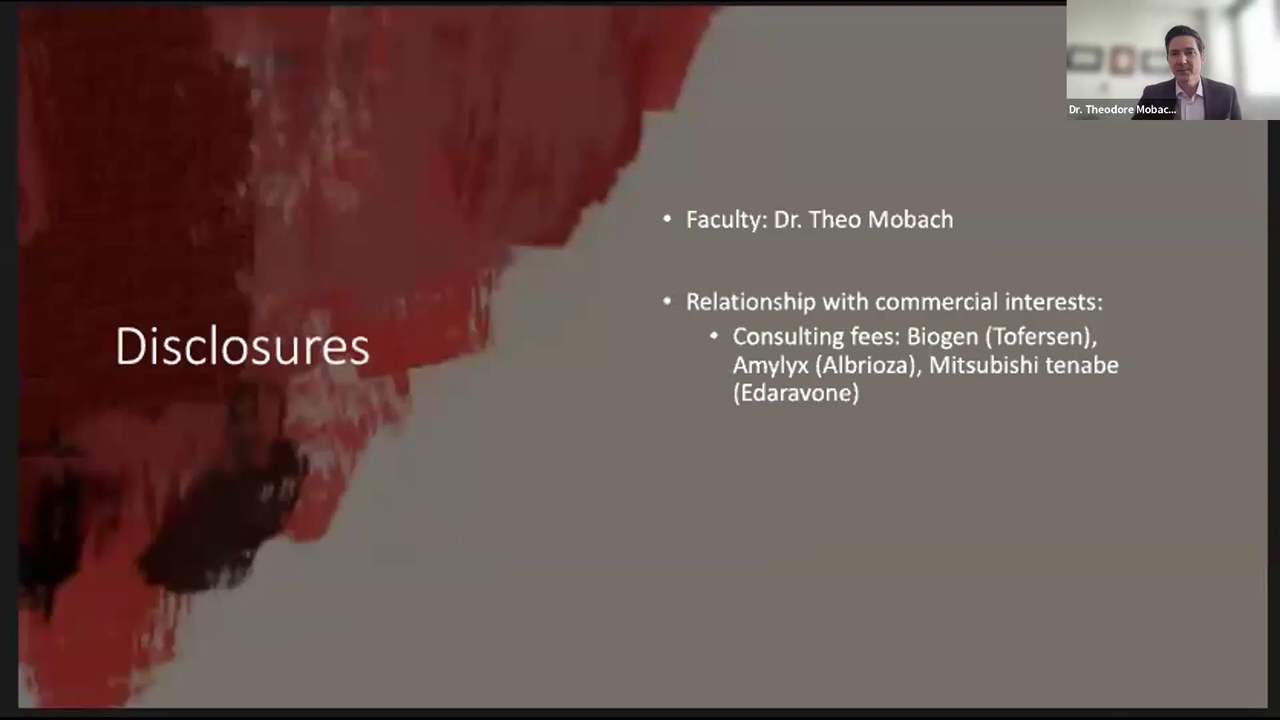 Dr. Theodore Mobac...
Disclosures
• Faculty: Dr. Theo Mobach
• Relationship with commercial interests:
• Consulting fees: Biogen (Tofersen),
Amylyx (Albrioza), Mitsubishi tenabe
(Edaravone)